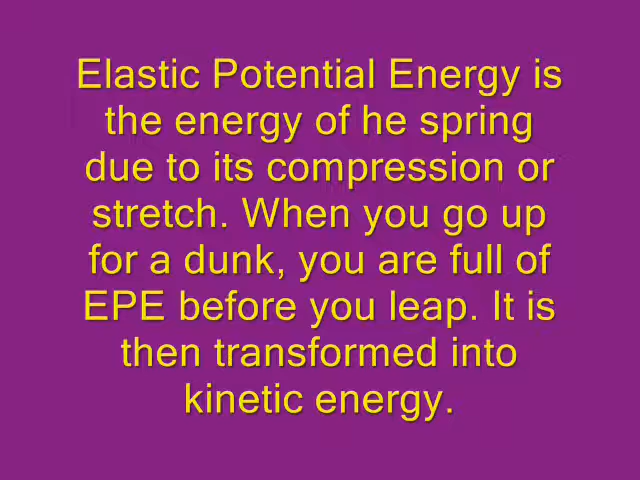 Elastic Potential Energy is
the energy of he spring
due to its compression or
stretch. When you go up
for a dunk, you are full of
EPE before you leap. It is
then transformed into
kinetic energy.